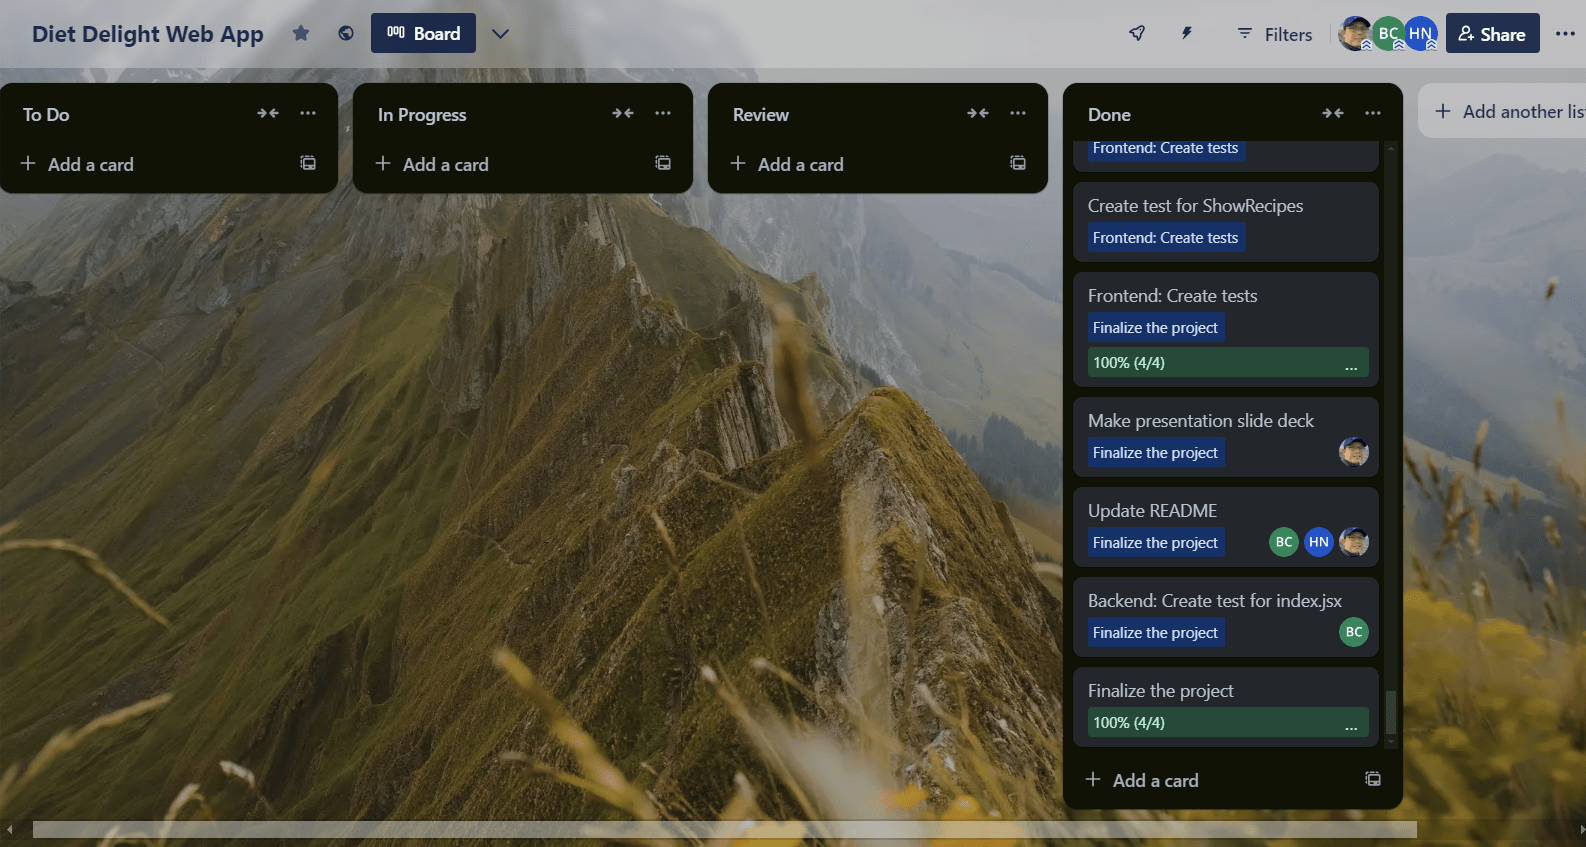 Diet Delight Web App
Board
Filters
BC
HN
Share
To Do
Add a card
In Progress
Add a card
Review
Add a card
Done
Frontend: Create tests
Create test for ShowRecipes
Frontend: Create tests
Frontend: Create tests
Finalize the project
100% (4/4)
...
Make presentation slide deck
Finalize the project
Update README
Finalize the project
BC
HN
Backend: Create test for index.jsx
Finalize the project
BC
Finalize the project
100% (4/4)
...
Add a card
Add another lis